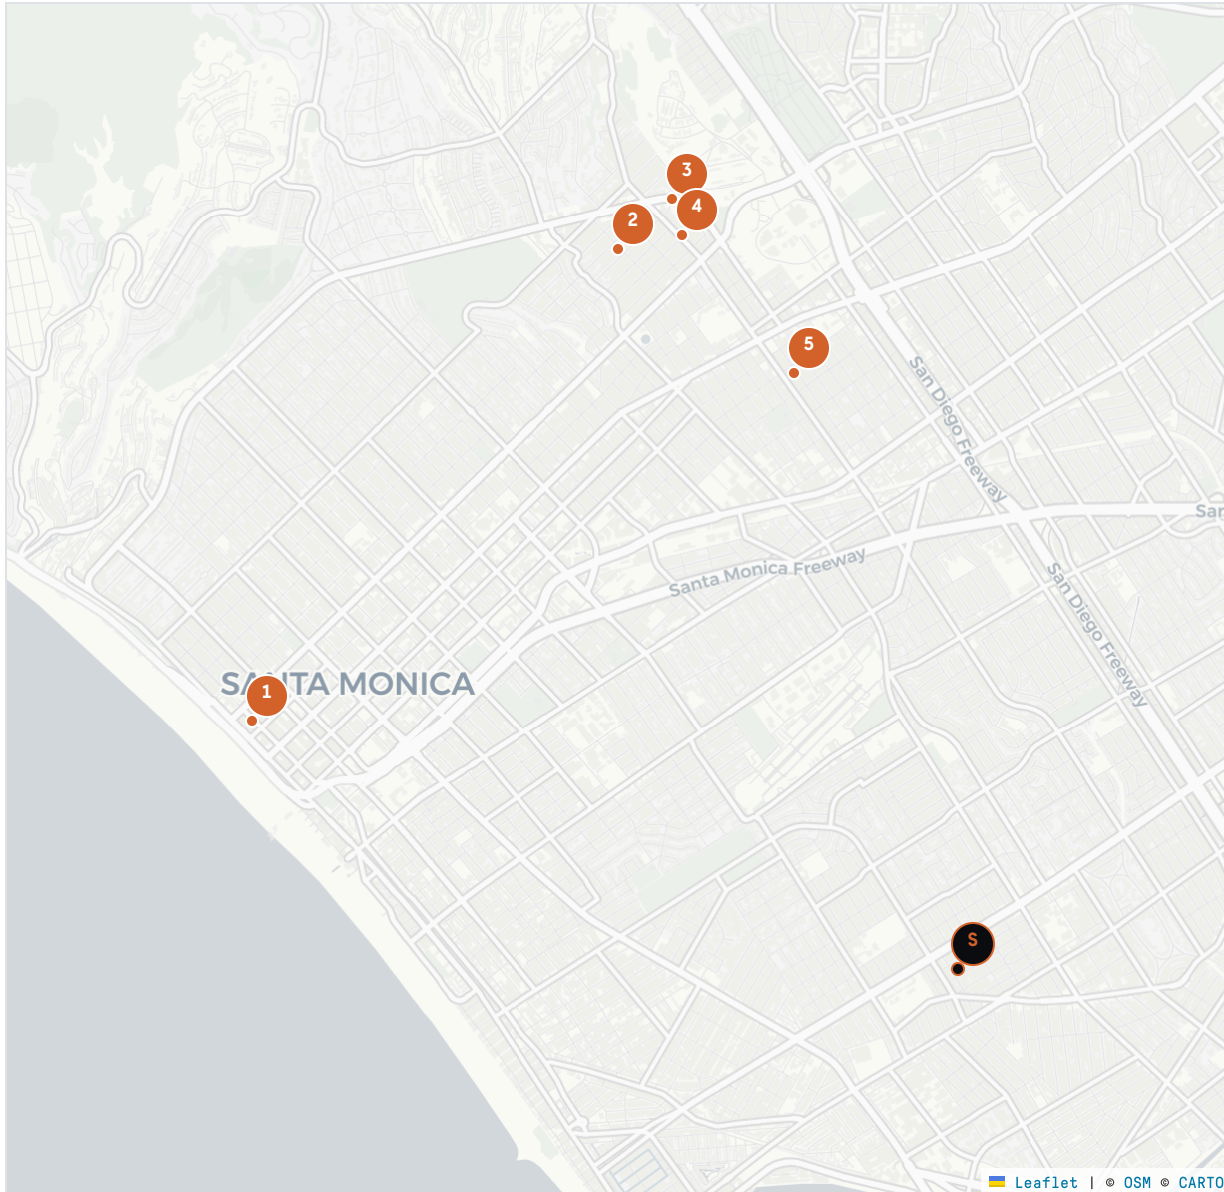 3
4
2
5
San Diego Freeway
San
Santa Monica Freeway
San Diego Freeway
SANTA MONICA
1
S
Leaflet | © OSM © CARTO